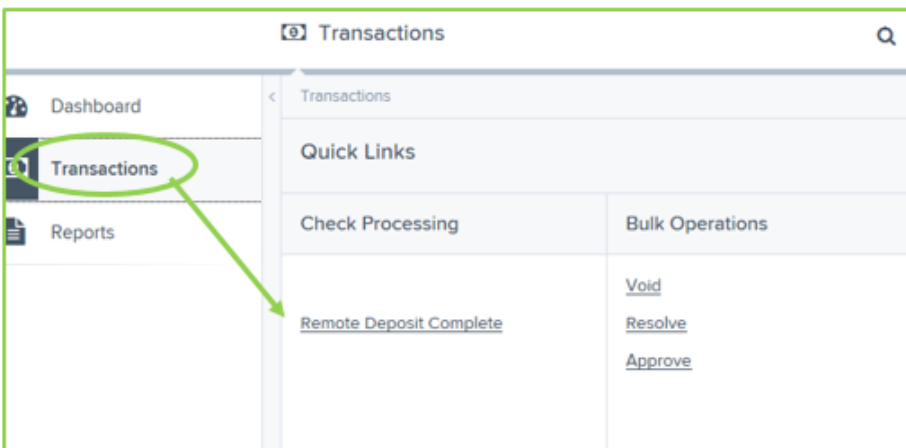 Transactions
Dashboard
Transactions
Reports
Transactions
Quick Links
Check Processing
Bulk Operations
Remote Deposit Complete
Void
Resolve
Approve